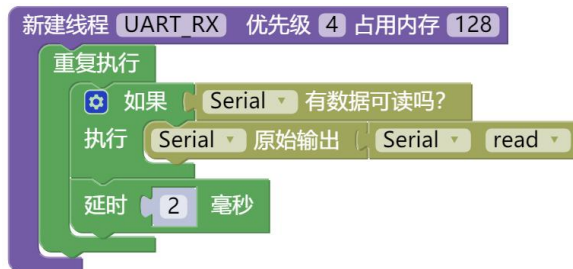 新建线程 UART_RX 优先级 4 占用内存 128
重复执行
如果 Serial 有数据可读吗?
执行 Serial 原始输出 Serial read
延时 2 毫秒